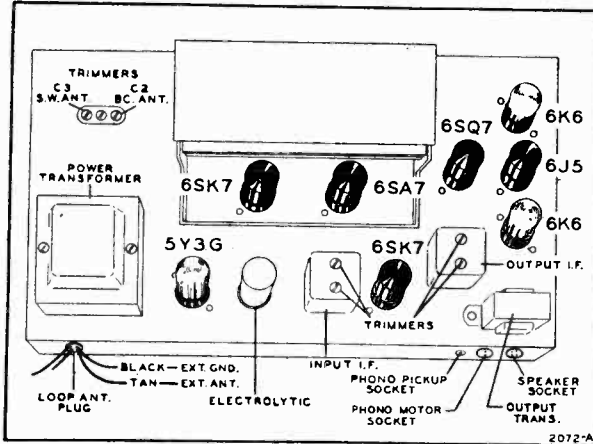 TRIMMERS
C3 C2
S.W.ANT. BC.ANT.
POWER
TRANSFORMER
6SK7
6SA7
6SQ7
6K6
6J5
6K6
5Y3G
6SK7
OUTPUT I.F.
TRIMMERS
INPUT I.F.
BLACK—EXT.GND.
TAN—EXT.ANT.
LOOP ANT.
PLUG
ELECTROLYTIC
PHONO PICKUP
SOCKET
PHONO MOTOR
SOCKET
SPEAKER
SOCKET
OUTPUT
TRANS.
2072-A